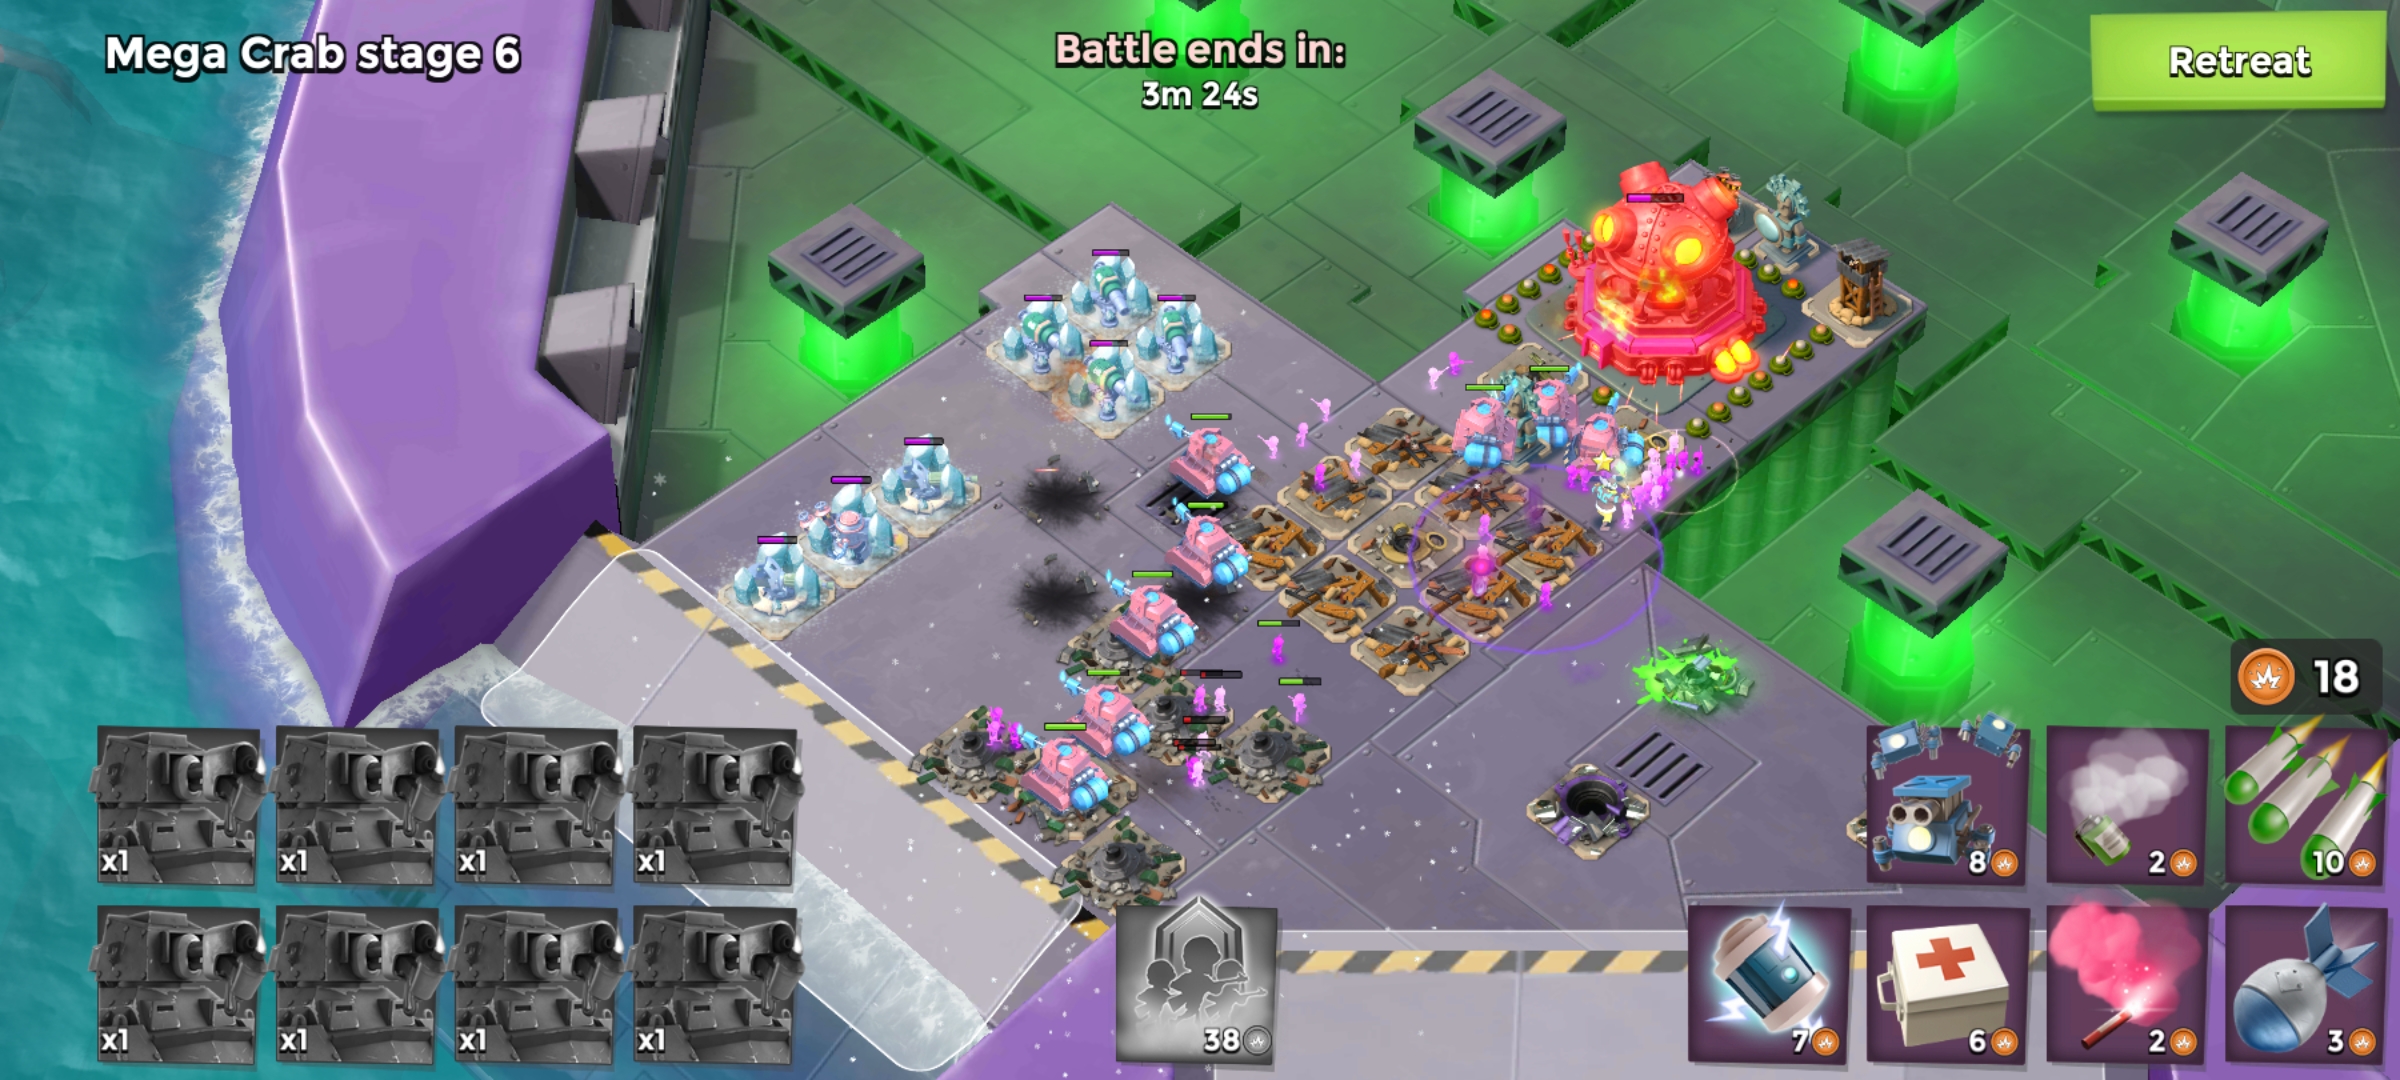 Mega Crab stage 6
Battle ends in:
3m 24s
Retreat
18
8
2
10
x1
x1
x1
x1
x1
x1
x1
x1
38
7
6
2
3